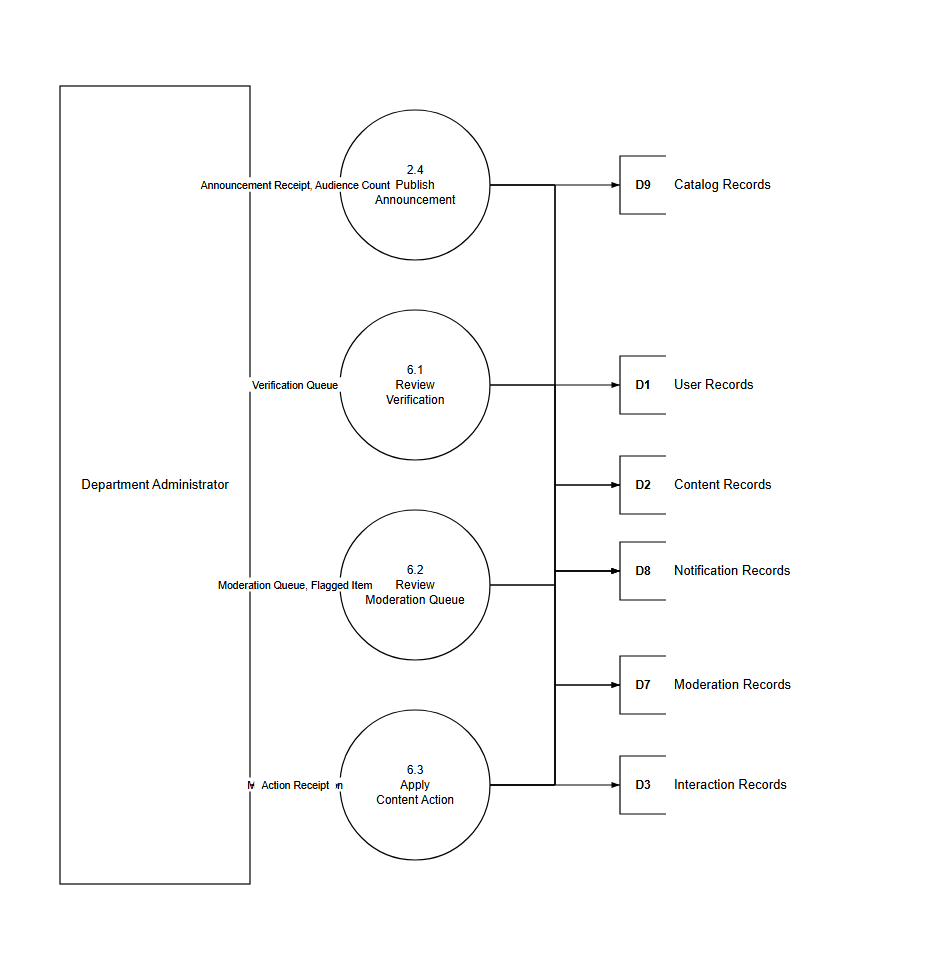 2.4
Announcement Receipt, Audience Count
Publish
Announcement
D9
Catalog Records
6.1
Verification Queue
Review
Verification
D1
User Records
Department Administrator
D2
Content Records
6.2
Moderation Queue, Flagged Item
Review
Moderation Queue
D8
Notification Records
D7
Moderation Records
6.3
Action Receipt
Apply
Content Action
D3
Interaction Records